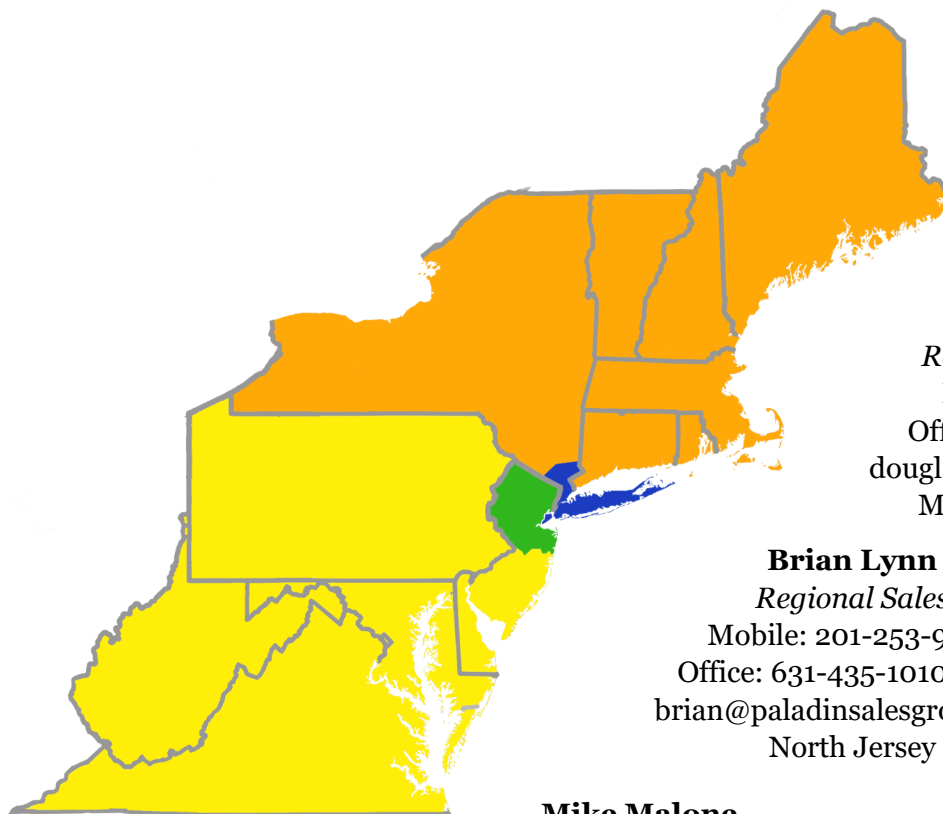 Off
dougl
M
Brian Lynn
Regional Sales
Mobile: 201-253-9
Office: 631-435-1010
brian@paladinsalesgro
North Jersey
Mike Malone